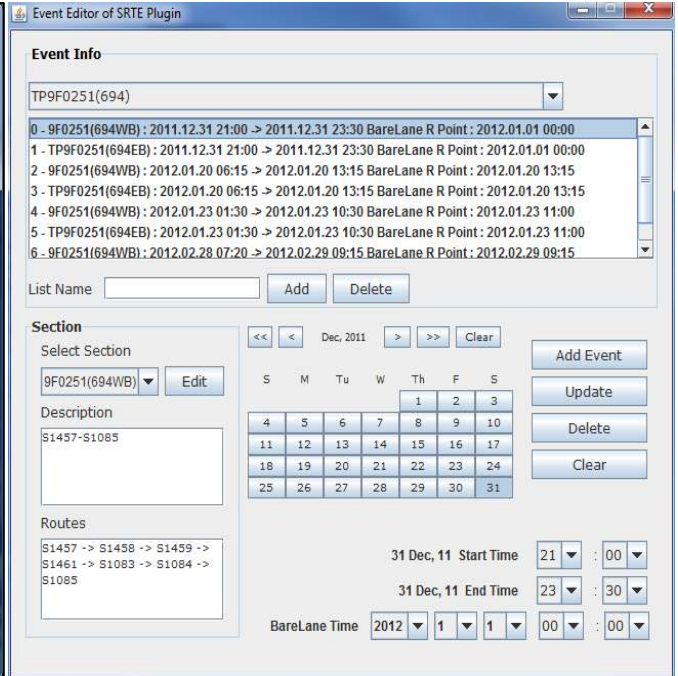 Event Editor of SRTE Plugin
Event Info
TP9F0251(694)
0 - 9F0251(694WB) : 2011.12.31 21:00 -> 2011.12.31 23:30 BareLane R Point : 2012.01.01 00:00
1 - TP9F0251(694EB) : 2011.12.31 21:00 -> 2011.12.31 23:30 BareLane R Point : 2012.01.01 00:00
2 - 9F0251(694WB) : 2012.01.20 06:15 -> 2012.01.20 13:15 BareLane R Point : 2012.01.20 13:15
3 - TP9F0251(694EB) : 2012.01.20 06:15 -> 2012.01.20 13:15 BareLane R Point : 2012.01.20 13:15
4 - 9F0251(694WB) : 2012.01.23 01:30 -> 2012.01.23 10:30 BareLane R Point : 2012.01.23 11:00
5 - TP9F0251(694EB) : 2012.01.23 01:30 -> 2012.01.23 10:30 BareLane R Point : 2012.01.23 11:00
6 - 9F0251(694WB) : 2012.02.28 07:20 -> 2012.02.29 09:15 BareLane R Point : 2012.02.29 09:15
List Name Add Delete
Section
Select Section
9F0251(694WB) Edit
Description
S1457-S1085
Routes
S1457 -> S1458 -> S1459 ->
S1461 -> S1083 -> S1084 ->
S1085
<< < Dec, 2011 > >> Clear
S M Tu W Th F S
1 2 3
4 5 6 7 8 9 10
11 12 13 14 15 16 17
18 19 20 21 22 23 24
25 26 27 28 29 30 31
Add Event
Update
Delete
Clear
31 Dec, 11 Start Time 21 : 00
31 Dec, 11 End Time 23 : 30
BareLane Time 2012 1 1 00 : 00